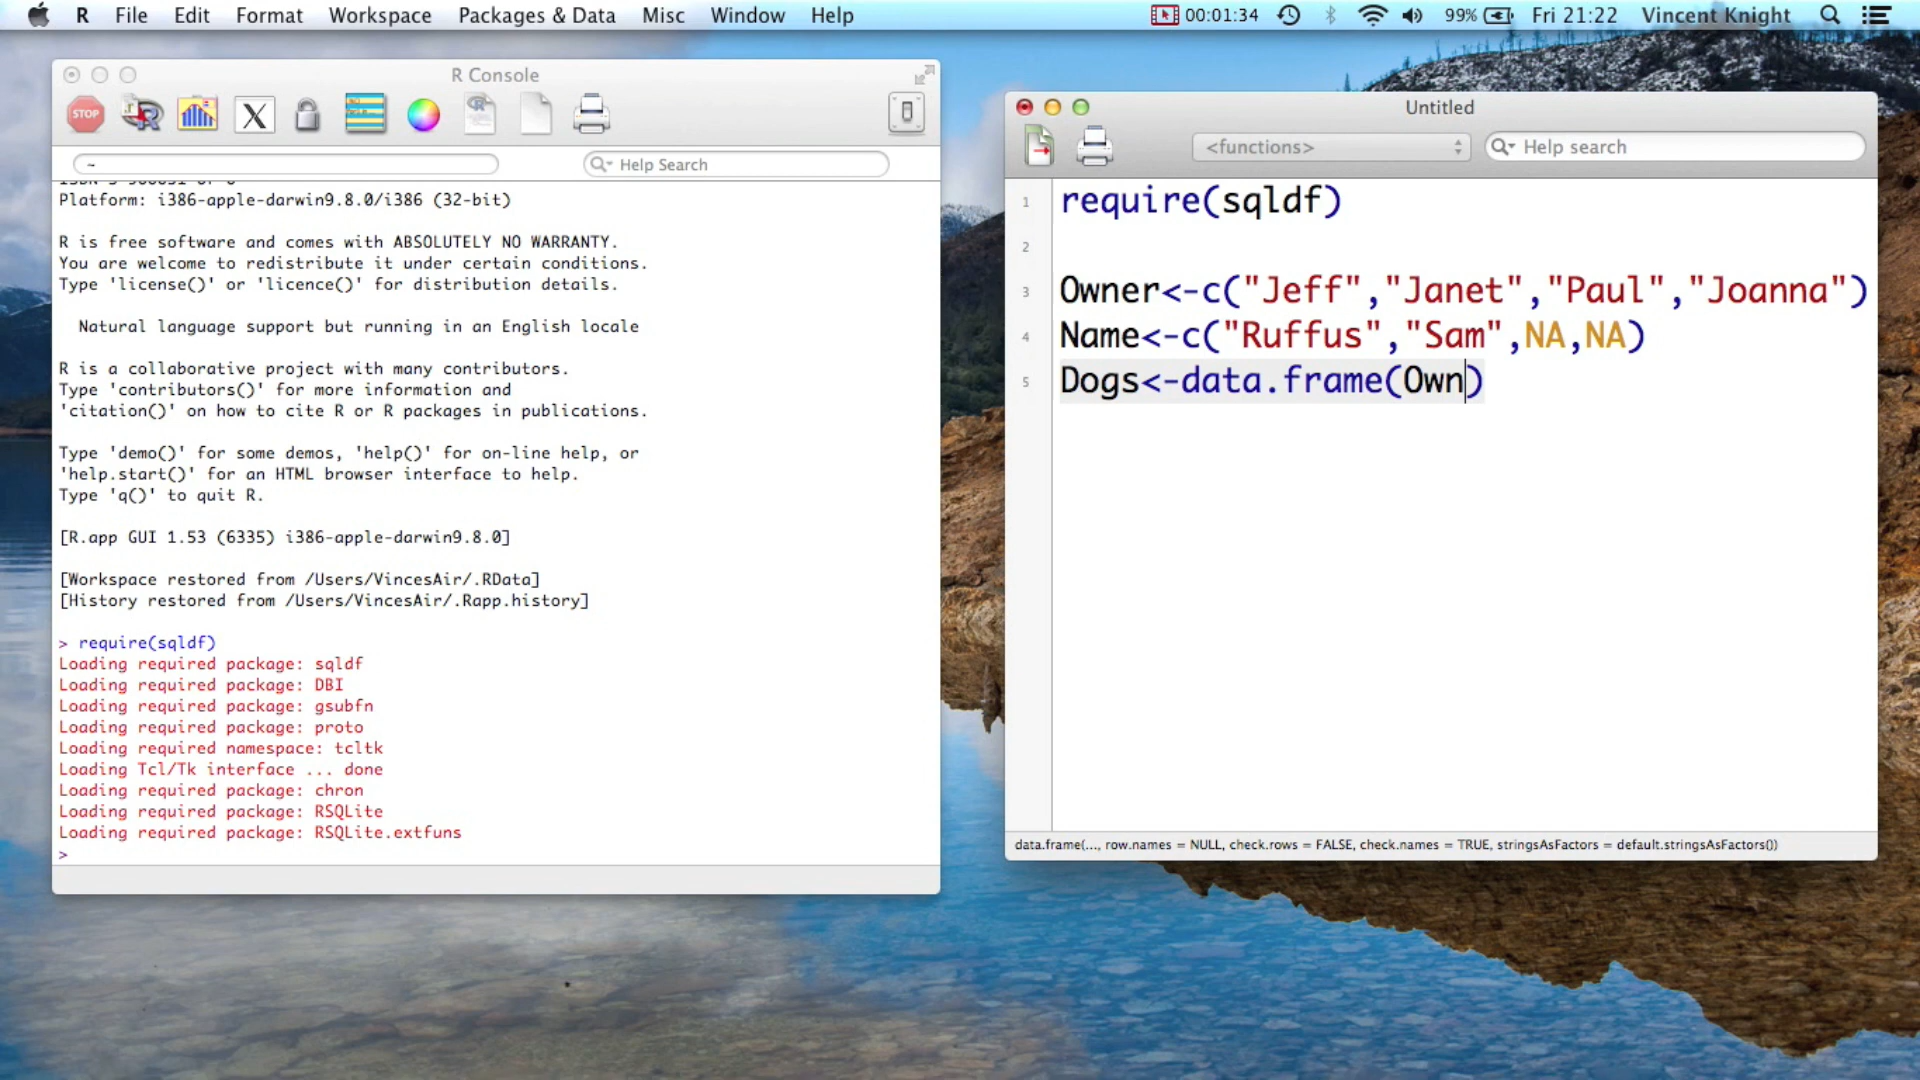 R File Edit Format Workspace Packages & Data Misc Window Help 00:01:34 99% Fri 21:22 Vincent Knight
R Console
STOP
X
~ Help Search
Platform: i386-apple-darwin9.8.0/i386 (32-bit)
R is free software and comes with ABSOLUTELY NO WARRANTY.
You are welcome to redistribute it under certain conditions.
Type 'license()' or 'licence()' for distribution details.
Natural language support but running in an English locale
R is a collaborative project with many contributors.
Type 'contributors()' for more information and
'citation()' on how to cite R or R packages in publications.
Type 'demo()' for some demos, 'help()' for on-line help, or
'help.start()' for an HTML browser interface to help.
Type 'q()' to quit R.
[R.app GUI 1.53 (6335) i386-apple-darwin9.8.0]
[Workspace restored from /Users/VincesAir/.RData]
[History restored from /Users/VincesAir/.Rapp.history]
> require(sqldf)
Loading required package: sqldf
Loading required package: DBI
Loading required package: gsubfn
Loading required package: proto
Loading required namespace: tcltk
Loading Tcl/Tk interface ... done
Loading required package: chron
Loading required package: RSQLite
Loading required package: RSQLite.extfuns
>
Untitled
<functions> Help search
1 require(sqldf)
2
3 Owner<-c("Jeff","Janet","Paul","Joanna")
4 Name<-c("Ruffus","Sam",NA,NA)
5 Dogs<-data.frame(Own)
data.frame(..., row.names = NULL, check.rows = FALSE, check.names = TRUE, stringsAsFactors = default.stringsAsFactors())